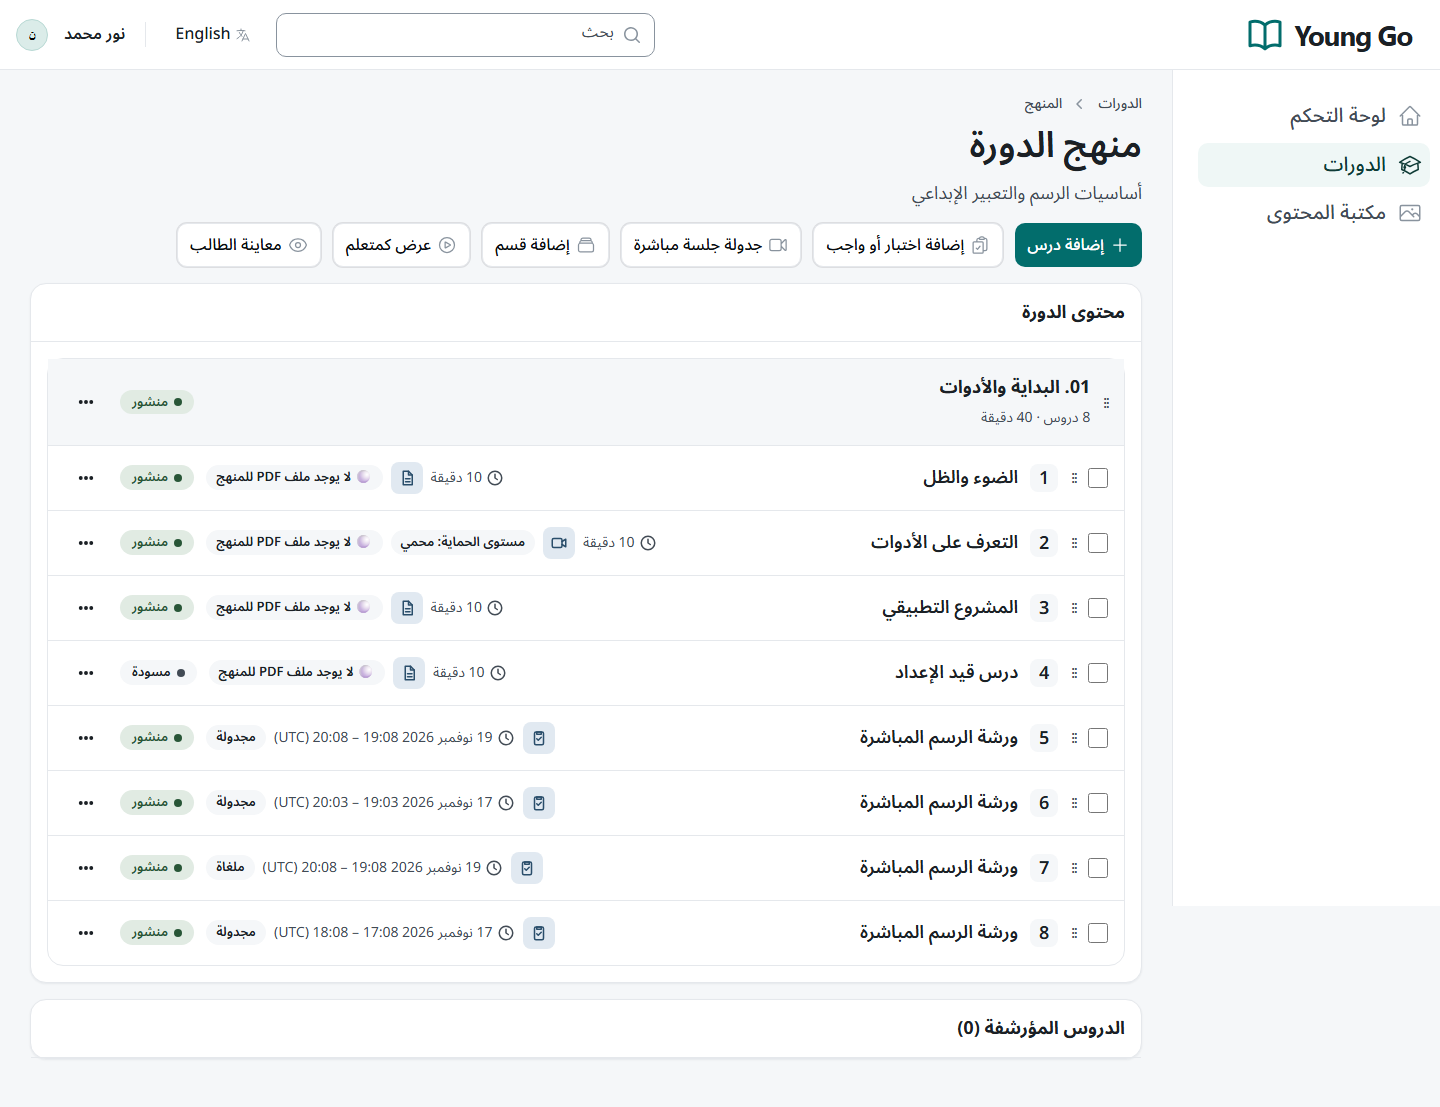 Young Go
بحث
English
نور محمد
ن
لوحة التحكم
الدورات
مكتبة المحتوى
الدورات
المنهج
منهج الدورة
أساسيات الرسم والتعبير الإبداعي
إضافة درس
إضافة اختبار أو واجب
جدولة جلسة مباشرة
إضافة قسم
عرض كمتعلم
معاينة الطالب
محتوى الدورة
01. البداية والأدوات
منشور
8 دروس · 40 دقيقة
1 الضوء والظل 10 دقيقة لا يوجد ملف PDF للمنهج منشور
2 التعرف على الأدوات 10 دقيقة مستوى الحماية: محمي لا يوجد ملف PDF للمنهج منشور
3 المشروع التطبيقي 10 دقيقة لا يوجد ملف PDF للمنهج منشور
4 درس قيد الإعداد 10 دقيقة لا يوجد ملف PDF للمنهج مسودة
5 ورشة الرسم المباشرة 19 نوفمبر 2026 19:08 – 20:08 (UTC) مجدولة منشور
6 ورشة الرسم المباشرة 17 نوفمبر 2026 19:03 – 20:03 (UTC) مجدولة منشور
7 ورشة الرسم المباشرة 19 نوفمبر 2026 19:08 – 20:08 (UTC) ملغاة منشور
8 ورشة الرسم المباشرة 17 نوفمبر 2026 17:08 – 18:08 (UTC) مجدولة منشور
الدروس المؤرشفة (0)